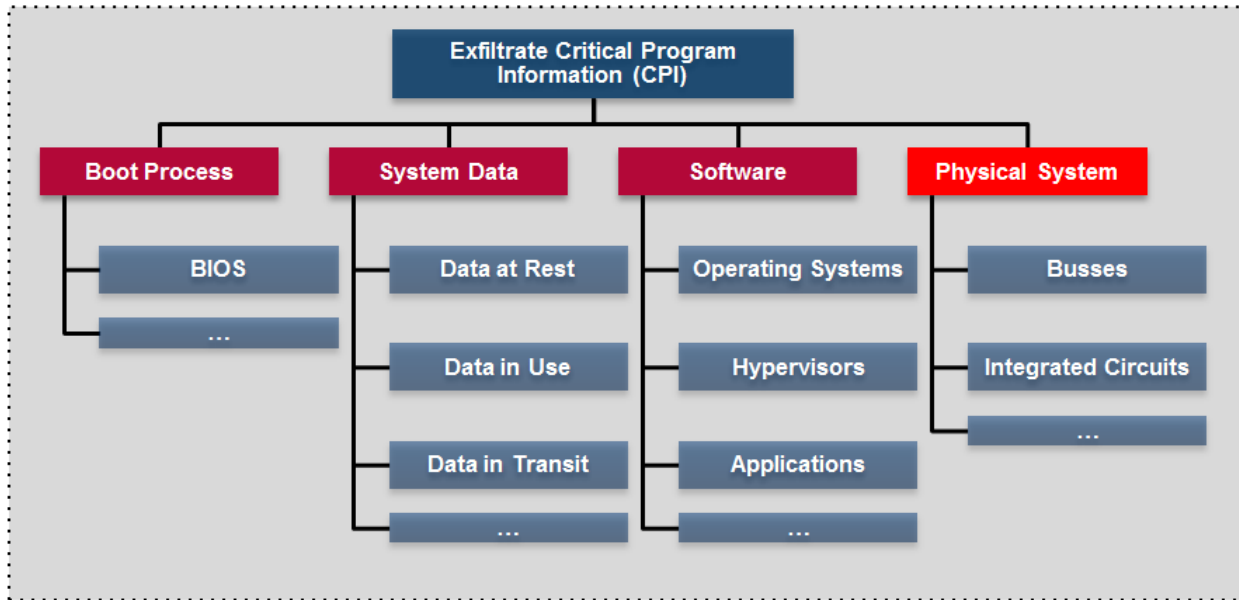 Exfiltrate Critical Program
Information (CPI)
Boot Process
System Data
Software
Physical System
BIOS
Data at Rest
Operating Systems
Busses
...
Data in Use
Hypervisors
Integrated Circuits
...
Data in Transit
Applications
...
...